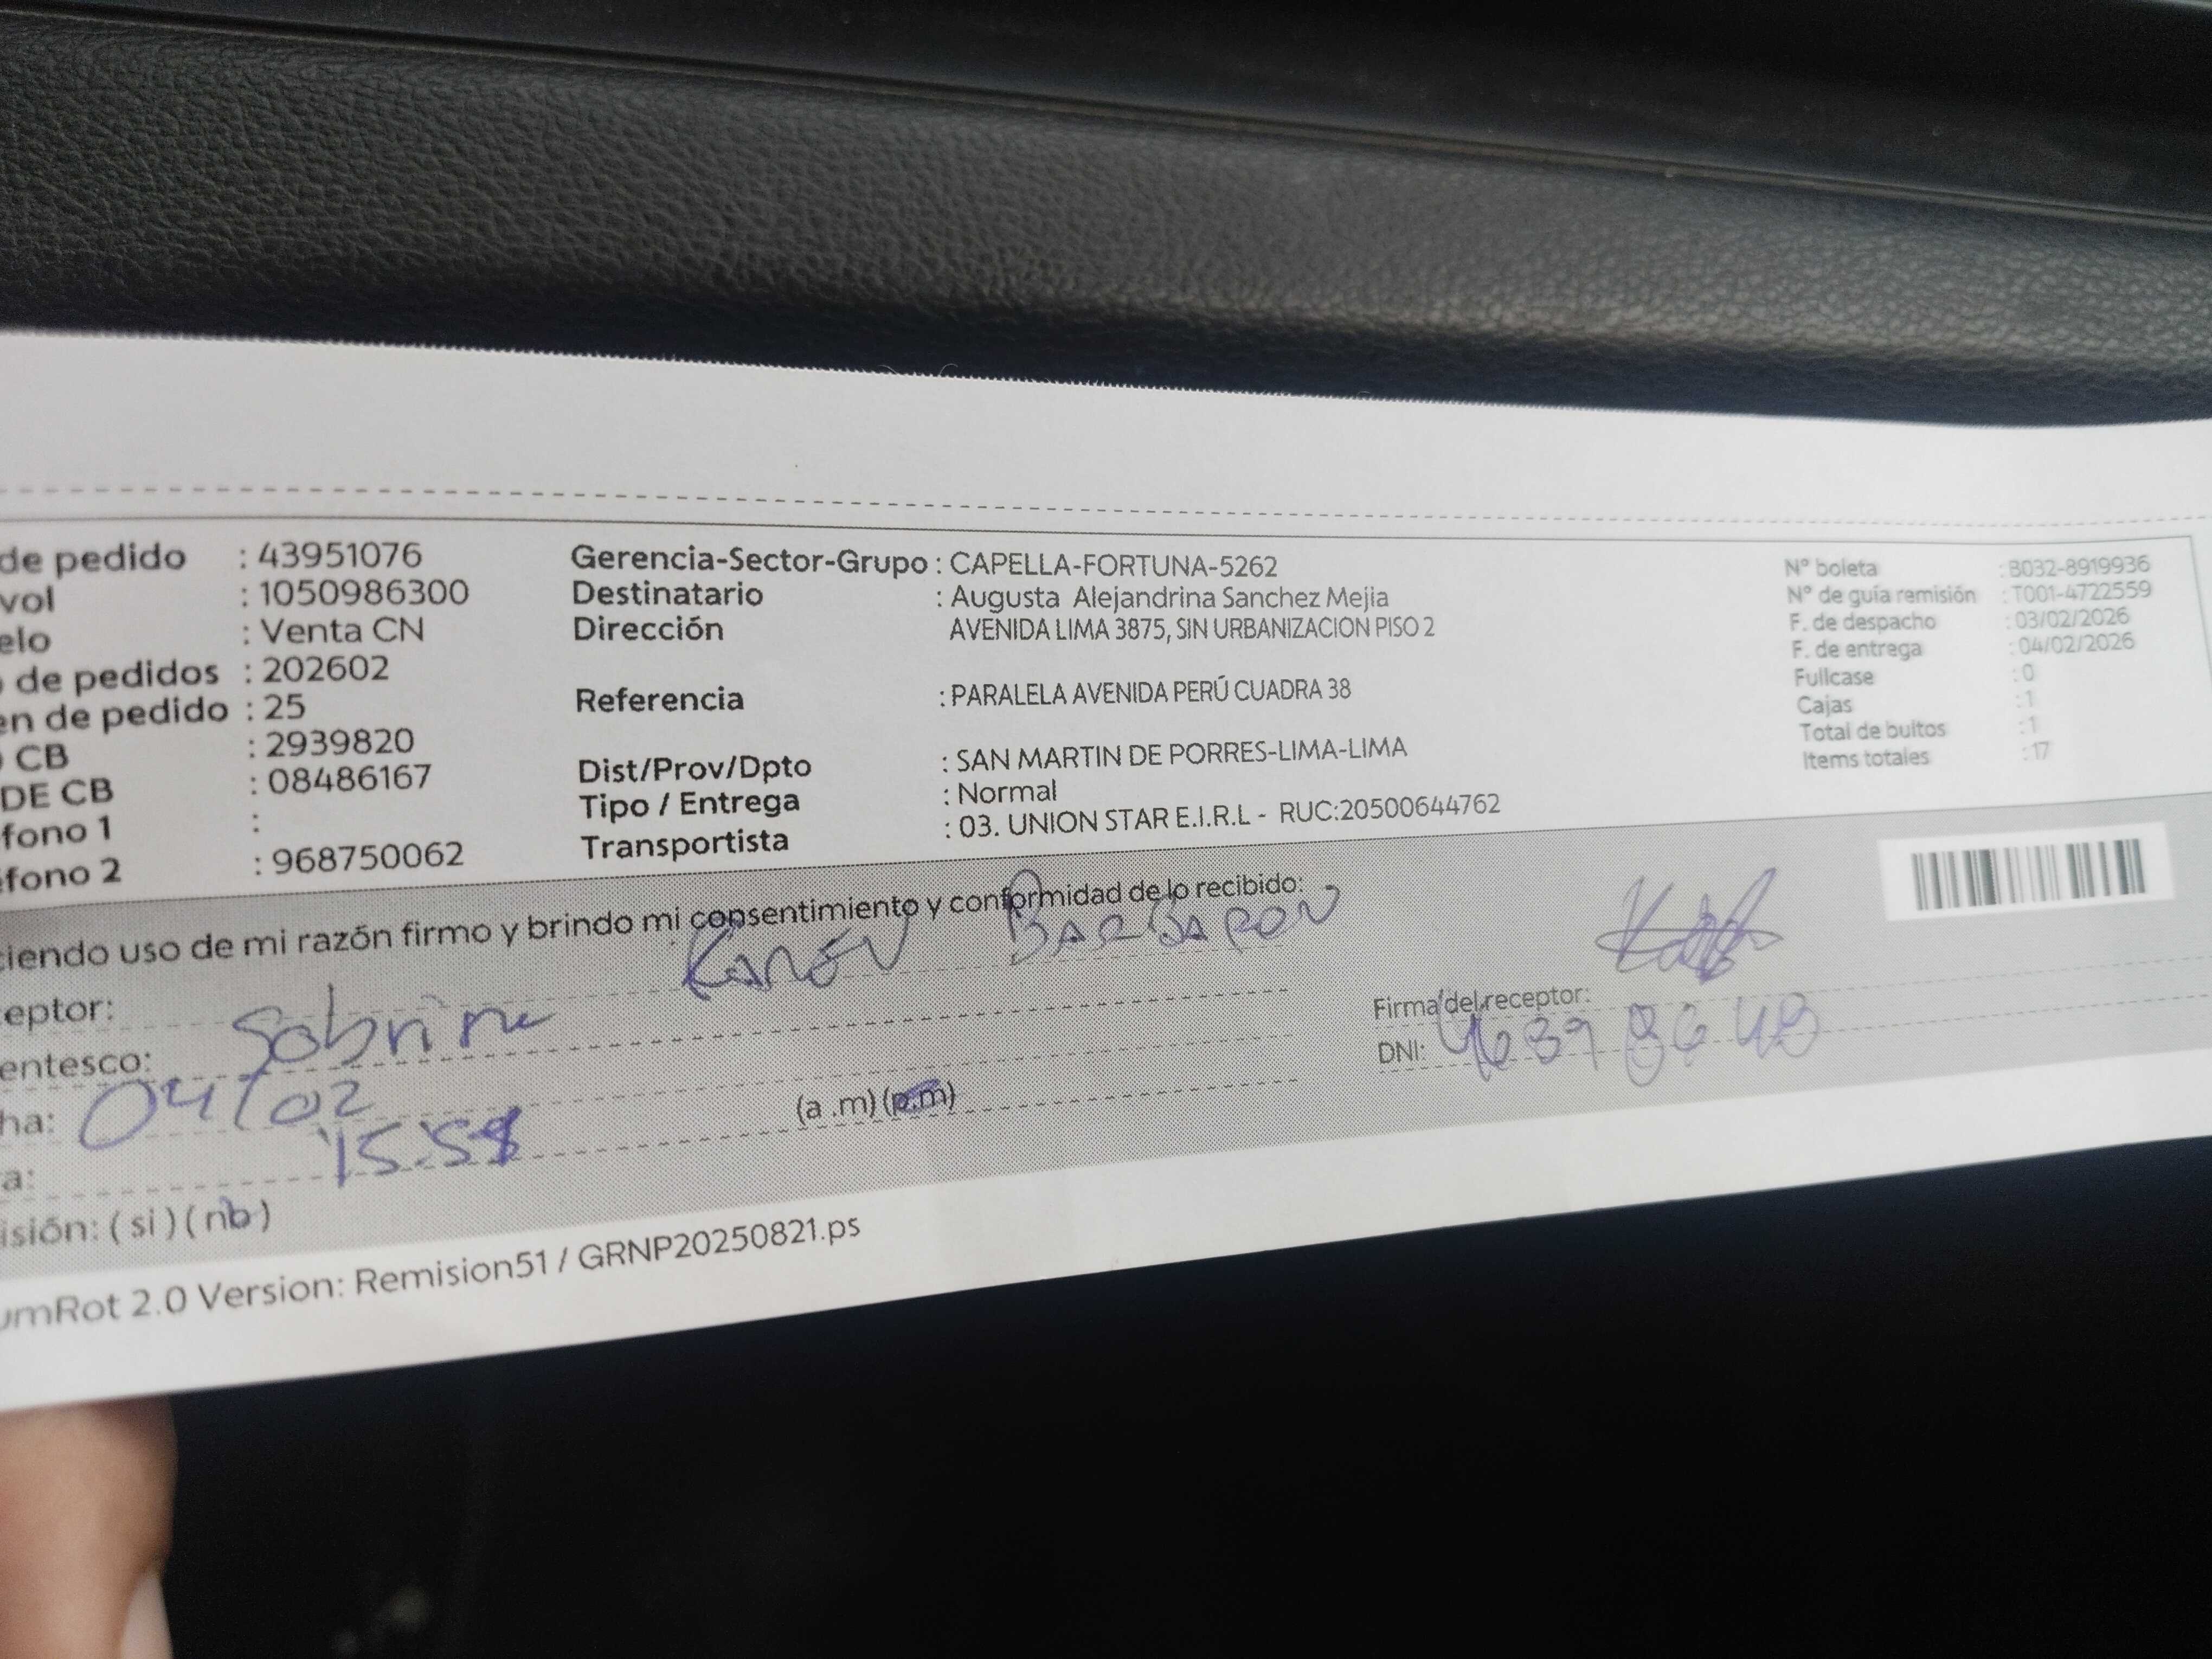 de pedido : 43951076
vol : 1050986300
elo : Venta CN
de pedidos : 202602
en de pedido : 25
CB : 2939820
DE CB : 08486167
fono 1 :
fono 2 : 968750062
Gerencia-Sector-Grupo : CAPELLA-FORTUNA-5262
Destinatario : Augusta Alejandrina Sanchez Mejia
Dirección AVENIDA LIMA 3875, SIN URBANIZACION PISO 2
Referencia : PARALELA AVENIDA PERÚ CUADRA 38
Dist/Prov/Dpto : SAN MARTIN DE PORRES-LIMA-LIMA
Tipo / Entrega : Normal
Transportista : 03. UNION STAR E.I.R.L - RUC:20500644762
N° boleta : B032-8919936
N° de guía remisión : T001-4722559
F. de despacho : 03/02/2026
F. de entrega : 04/02/2026
Fullcase : 0
Cajas : 1
Total de bultos : 1
Items totales : 17
ciendo uso de mi razón firmo y brindo mi consentimiento y conformidad de lo recibido:
eptor: Karen
entesco: Sobrina
ha: 04/02
a: (a .m) (p.m)
isión: ( si ) ( no )
Firma del receptor:
DNI:
umRot 2.0 Version: Remision51 / GRNP20250821.ps